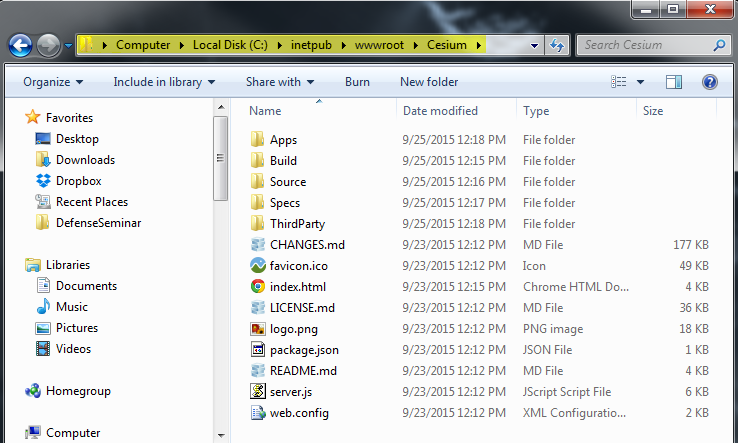 Computer Local Disk (C:) inetpub wwwroot Cesium Search Cesium
Organize Include in library Share with Burn New folder
Name Date modified Type Size
Favorites
Desktop
Downloads
Dropbox
Recent Places
DefenseSeminar
Libraries
Documents
Music
Pictures
Videos
Homegroup
Computer
Apps 9/25/2015 12:18 PM File folder
Build 9/25/2015 12:15 PM File folder
Source 9/25/2015 12:16 PM File folder
Specs 9/25/2015 12:17 PM File folder
ThirdParty 9/25/2015 12:18 PM File folder
CHANGES.md 9/23/2015 12:12 PM MD File 177 KB
favicon.ico 9/23/2015 12:12 PM Icon 49 KB
index.html 9/23/2015 12:15 PM Chrome HTML Do... 4 KB
LICENSE.md 9/23/2015 12:12 PM MD File 36 KB
logo.png 9/23/2015 12:12 PM PNG image 18 KB
package.json 9/23/2015 12:12 PM JSON File 1 KB
README.md 9/23/2015 12:12 PM MD File 4 KB
server.js 9/23/2015 12:12 PM JScript Script File 6 KB
web.config 9/23/2015 12:12 PM XML Configuratio... 2 KB